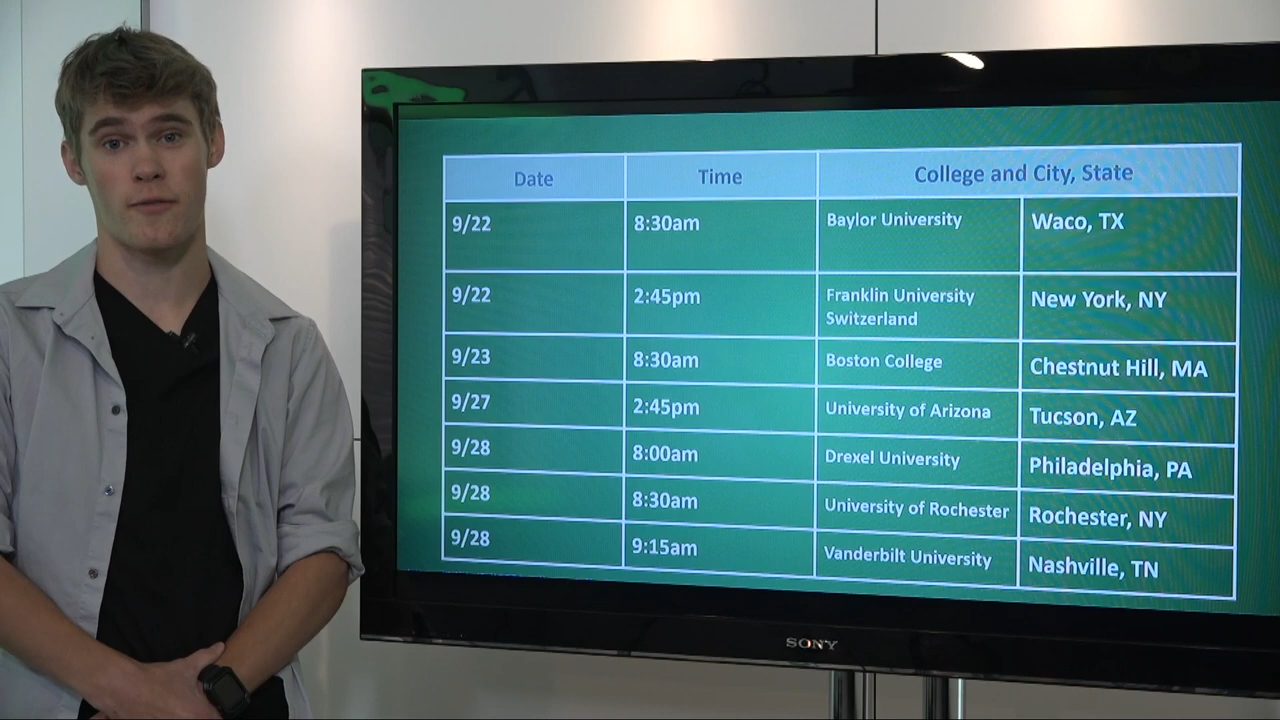 Date Time College and City, State
9/22 8:30am Baylor University Waco, TX
9/22 2:45pm Franklin University New York, NY
Switzerland
9/23 8:30am Boston College Chestnut Hill, MA
9/27 2:45pm University of Arizona Tucson, AZ
9/28 8:00am Drexel University Philadelphia, PA
9/28 8:30am University of Rochester Rochester, NY
9/28 9:15am Vanderbilt University Nashville, TN
SONY